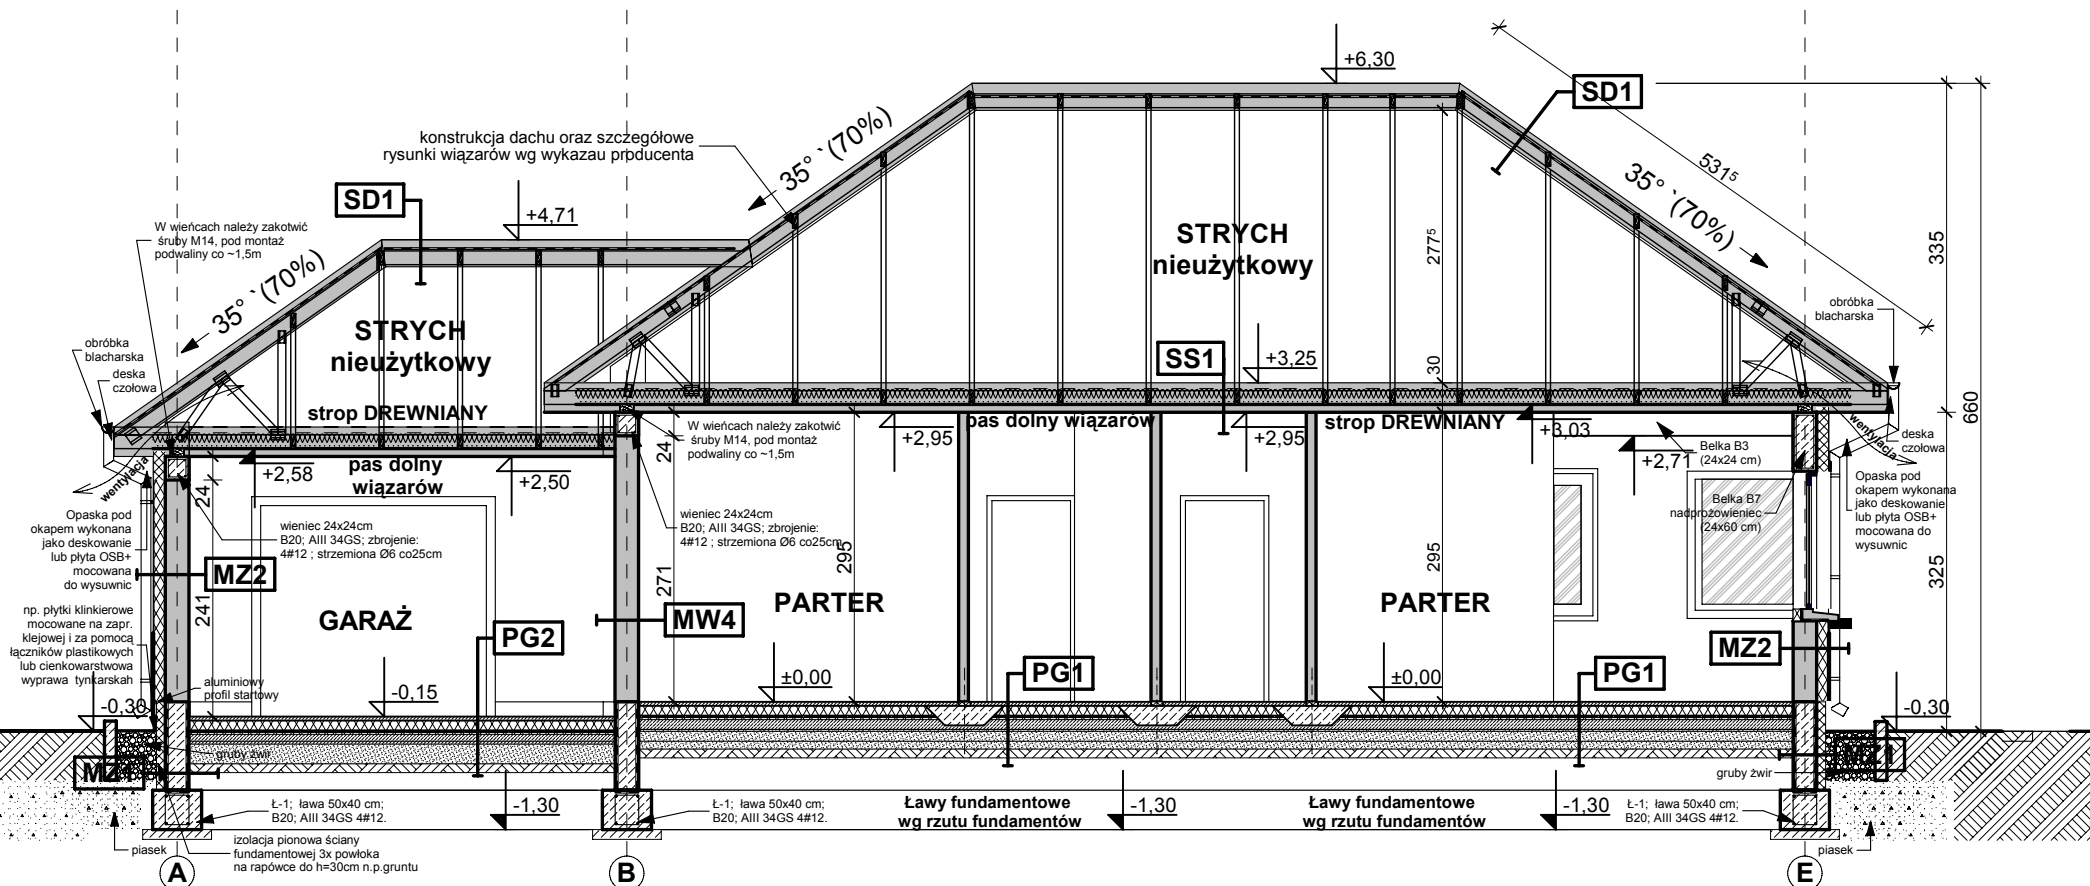 +6,30
SD1
5315
35° `(70%)
335
660
konstrukcja dachu oraz szczegółowe
rysunki wiązarów wg wykazau producenta
35° `(70%)
SD1
+4,71
W wieńcach należy zakotwić
śruby M14, pod montaż
podwaliny co ~1,5m
35° `(70%)
STRYCH
nieużytkowy
2775
STRYCH
nieużytkowy
obróbka
blacharska
obróbka
blacharska
deska
czołowa
SS1
+3,25
30
strop DREWNIANY
W wieńcach należy zakotwić
śruby M14, pod montaż
podwaliny co ~1,5m
24
+2,95
pas dolny wiązarów
+2,95
strop DREWNIANY
+3,03
+2,71
Belka B3
(24x24 cm)
wentylacja
deska
czołowa
wentylacja
24
+2,58
pas dolny
wiązarów
+2,50
Opaska pod
okapem wykonana
jako deskowanie
lub płyta OSB+
mocowana
do wysuwnic
wieniec 24x24cm
B20; AIII 34GS; zbrojenie:
4#12 ; strzemiona Ø6 co25cm
wieniec 24x24cm
B20; AIII 34GS; zbrojenie:
4#12 ; strzemiona Ø6 co25cm
Belka B7
nadprożowieniec
(24x60 cm)
Opaska pod
okapem wykonana
jako deskowanie
lub płyta OSB+
mocowana do
wysuwnic
MZ2
241
271
295
295
325
np. płytki klinkierowe
mocowane na zapr.
klejowej i za pomocą
łączników plastikowych
lub cienkowarstwowa
wyprawa tynkarskah
GARAŻ
PG2
MW4
PARTER
PARTER
MZ2
aluminiowy
profil startowy
-0,30
-0,15
±0,00
PG1
±0,00
PG1
-0,30
gruby żwir
MZ1
gruby żwir
MZ1
Ł-1; ława 50x40 cm;
B20; AIII 34GS 4#12.
-1,30
Ł-1; ława 50x40 cm;
B20; AIII 34GS 4#12.
Ławy fundamentowe
wg rzutu fundamentów
-1,30
Ławy fundamentowe
wg rzutu fundamentów
-1,30
Ł-1; ława 50x40 cm;
B20; AIII 34GS 4#12.
piasek
izolacja pionowa ściany
fundamentowej 3x powłoka
na rapówce do h=30cm n.p.gruntu
piasek
A
B
E